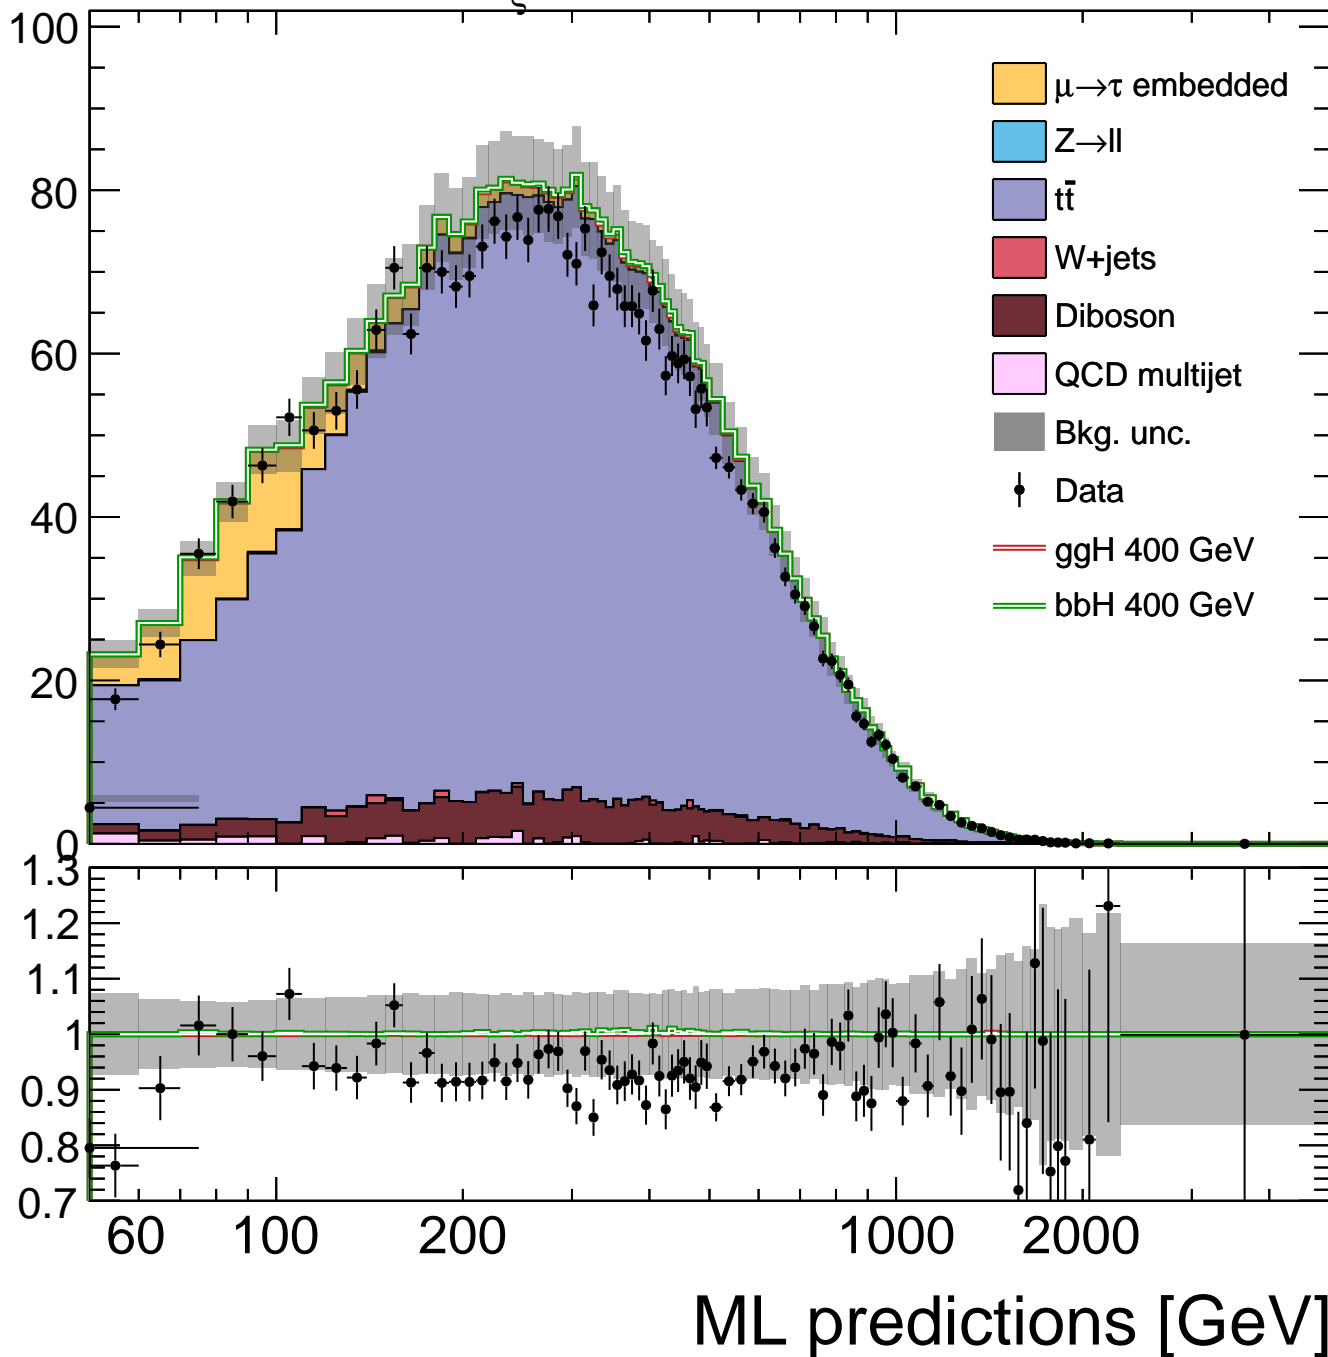 ξ
100
80
60
40
20
0
μ→τ embedded
Z→ll
tt̄
W+jets
Diboson
QCD multijet
Bkg. unc.
Data
ggH 400 GeV
bbH 400 GeV
1.3
1.2
1.1
1
0.9
0.8
0.7
60 100 200 1000 2000
ML predictions [GeV]